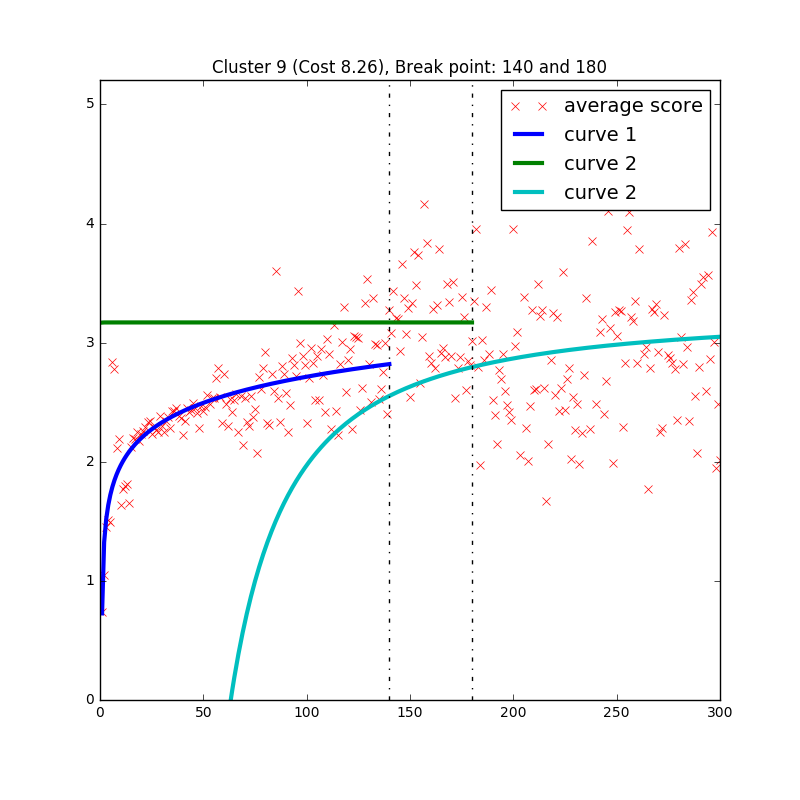 Cluster 9 (Cost 8.26), Break point: 140 and 180
average score
curve 1
curve 2
curve 2
5
4
3
2
1
0
0 50 100 150 200 250 300